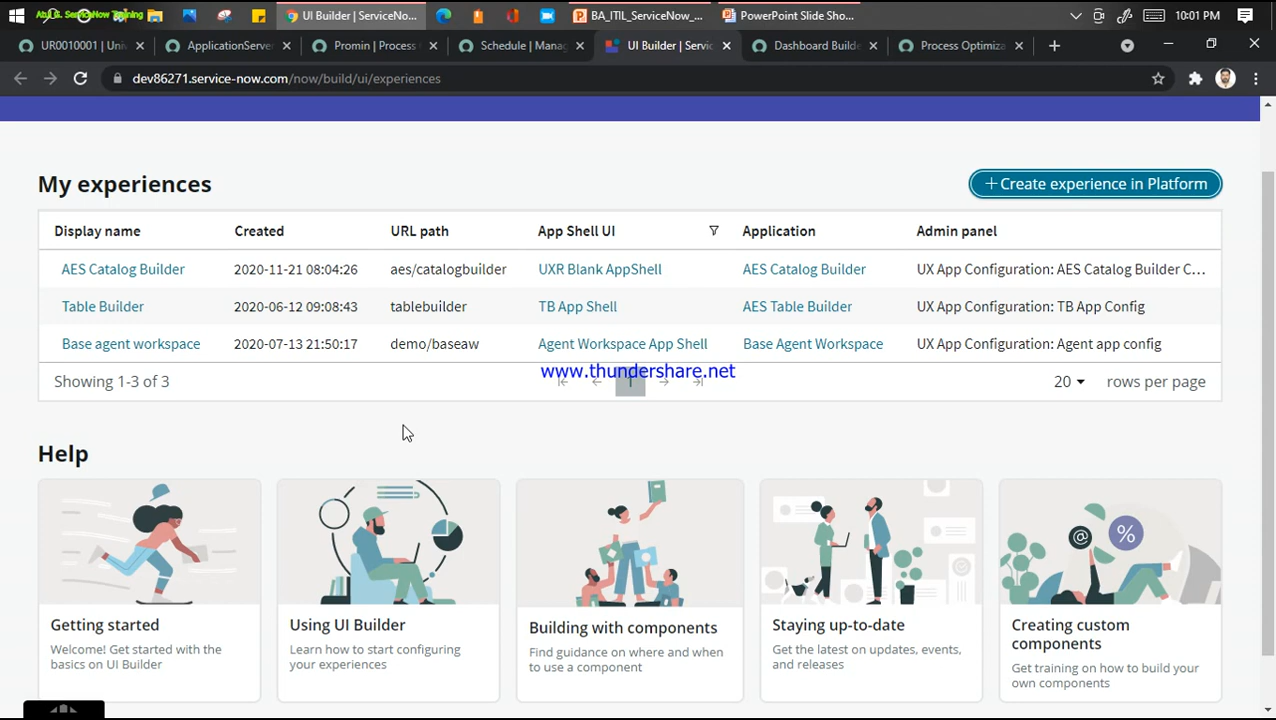 Atul G. ServiceNow Training
UI Builder | ServiceNo...
BA_ITIL_ServiceNow_...
PowerPoint Slide Sho...
10:01 PM
UR0010001 | Uni
ApplicationServe
Promin | Process
Schedule | Mana
UI Builder | Servic
Dashboard Builde
Process Optimiza
dev86271.service-now.com/now/build/ui/experiences
My experiences
+ Create experience in Platform
Display name Created URL path App Shell UI Application Admin panel
AES Catalog Builder 2020-11-21 08:04:26 aes/catalogbuilder UXR Blank AppShell AES Catalog Builder UX App Configuration: AES Catalog Builder C...
Table Builder 2020-06-12 09:08:43 tablebuilder TB App Shell AES Table Builder UX App Configuration: TB App Config
Base agent workspace 2020-07-13 21:50:17 demo/baseaw Agent Workspace App Shell Base Agent Workspace UX App Configuration: Agent app config
www.thundershare.net
Showing 1-3 of 3 1 20 rows per page
Help
Getting started
Welcome! Get started with the
basics on UI Builder
Using UI Builder
Learn how to start configuring
your experiences
Building with components
Find guidance on where and when
to use a component
Staying up-to-date
Get the latest on updates, events,
and releases
@ %
Creating custom
components
Get training on how to build your
own components